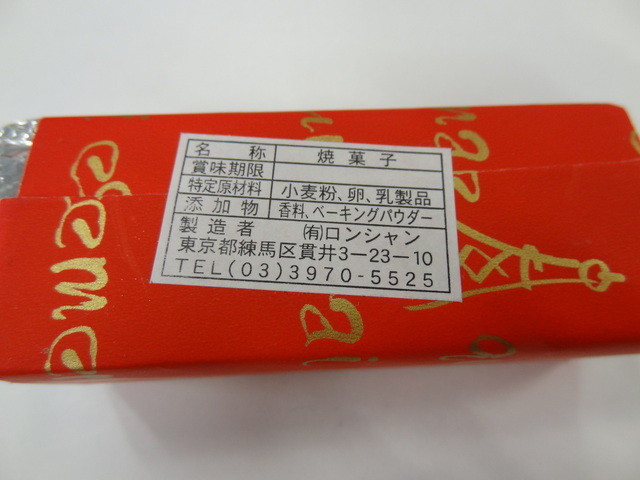 名称 焼菓子
賞味期限
特定原材料 小麦粉、卵、乳製品
添加物 香料、ベーキングパウダー
製造者 ㈲ロンシャン
東京都練馬区貫井3-23-10
TEL(03)3970-5525